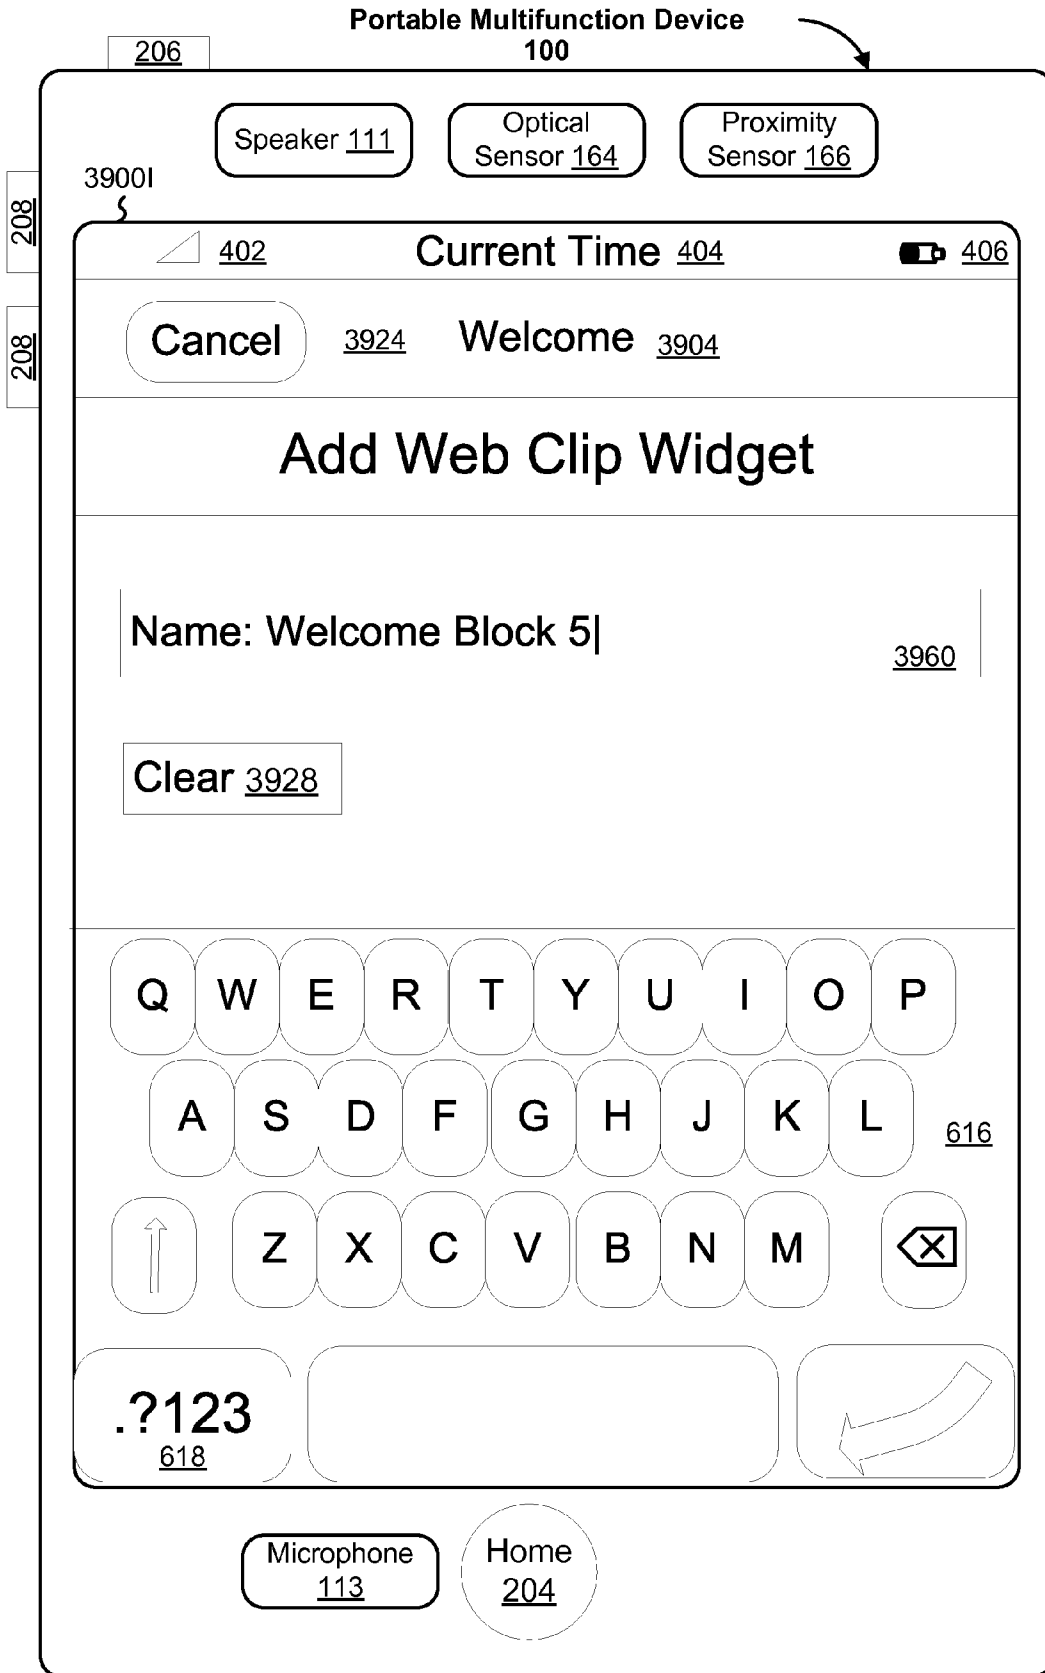 Portable Multifunction Device
100
206
Speaker 111
Optical
Sensor 164
Proximity
Sensor 166
3900I
208
208
402 Current Time 404 406
Cancel 3924 Welcome 3904
Add Web Clip Widget
Name: Welcome Block 5|
3960
Clear 3928
Q W E R T Y U I O P
A S D F G H J K L
616
Z X C V B N M
.?123
618
Microphone
113
Home
204